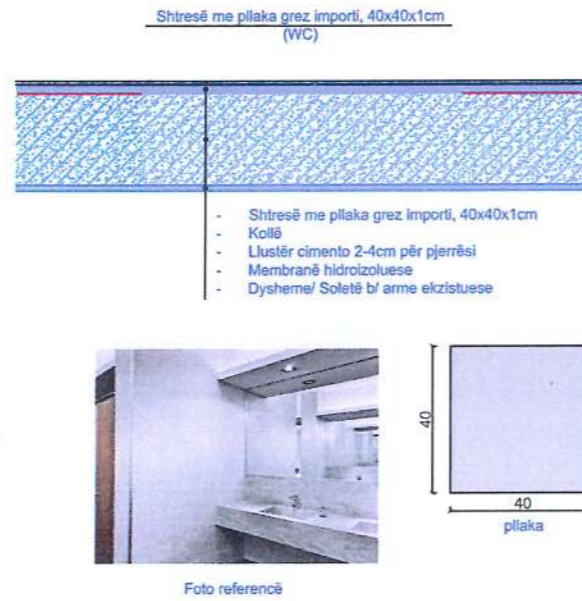 Shtresë me pllaka grez importi, 40x40x1cm
(WC)
- Shtresë me pllaka grez importi, 40x40x1cm
- Kollë
- Llustër cimento 2-4cm për pjerrësi
- Membranë hidroizoluese
- Dysheme/ Soletë b/ arme ekzistuese
40
40
pllaka
Foto referencë